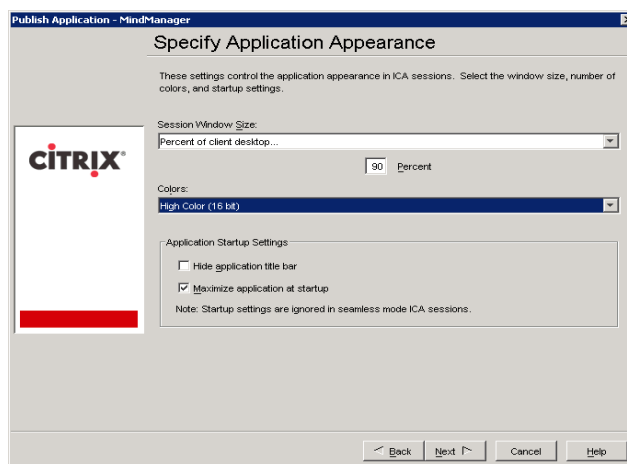 Publish Application - MindManager
Specify Application Appearance
These settings control the application appearance in ICA sessions. Select the window size, number of
colors, and startup settings.
Session Window Size:
CITRIX®
Percent of client desktop...
90 Percent
Colors:
High Color (16 bit)
Application Startup Settings
Hide application title bar
Maximize application at startup
Note: Startup settings are ignored in seamless mode ICA sessions.
Back Next Cancel Help